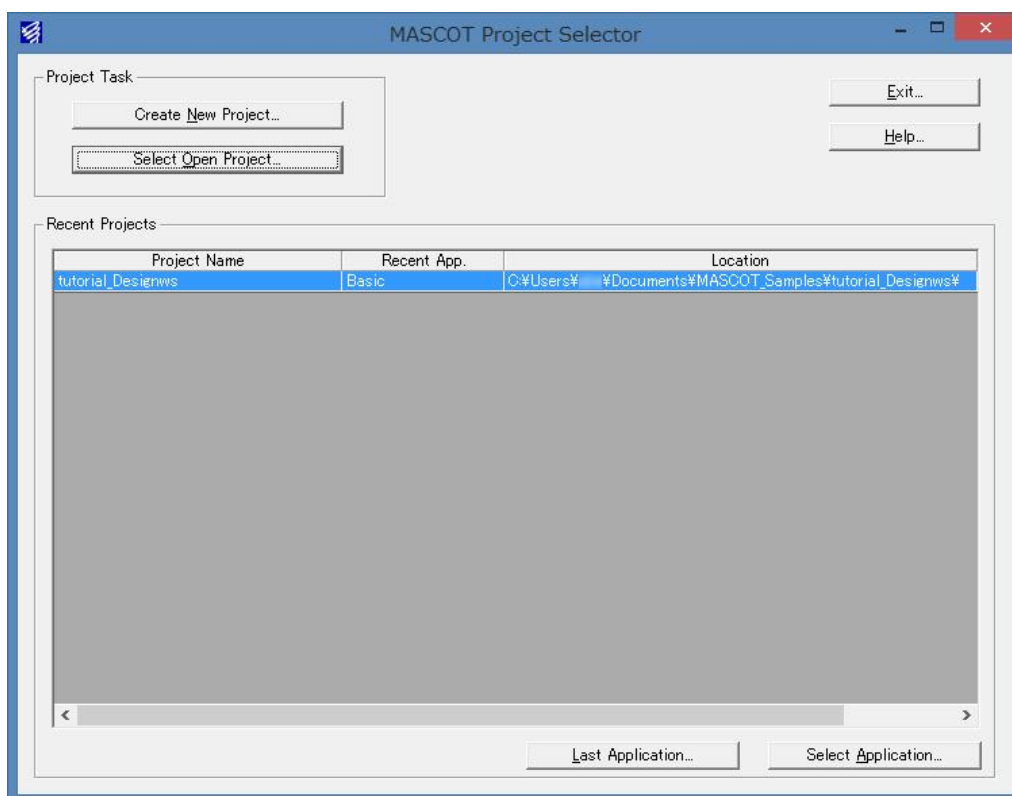 MASCOT Project Selector
Project Task
Create New Project...
Select Open Project...
Exit...
Help...
Recent Projects
Project Name Recent App. Location
tutorial_Designws Basic C:¥Users¥ ¥Documents¥MASCOT_Samples¥tutorial_Designws¥
Last Application... Select Application...